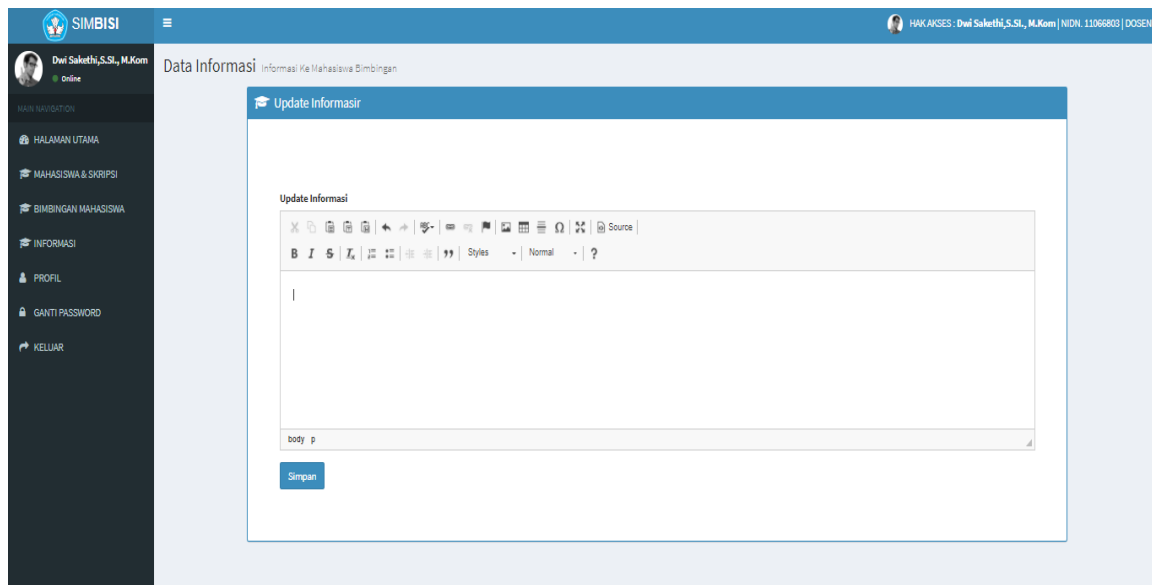 SIMBISI
HAK AKSES : Dwi Sakethi,S.SI., M.Kom | NIDN. 11066803 | DOSEN
Dwi Sakethi,S.SI., M.Kom
Online
Data Informasi Informasi Ke Mahasiswa Bimbingan
MAIN NAVIGATION
HALAMAN UTAMA
MAHASISWA & SKRIPSI
BIMBINGAN MAHASISWA
INFORMASI
PROFIL
GANTI PASSWORD
KELUAR
Update Informasir
Update Informasi
Source
B I S Styles Normal ?
body p
Simpan